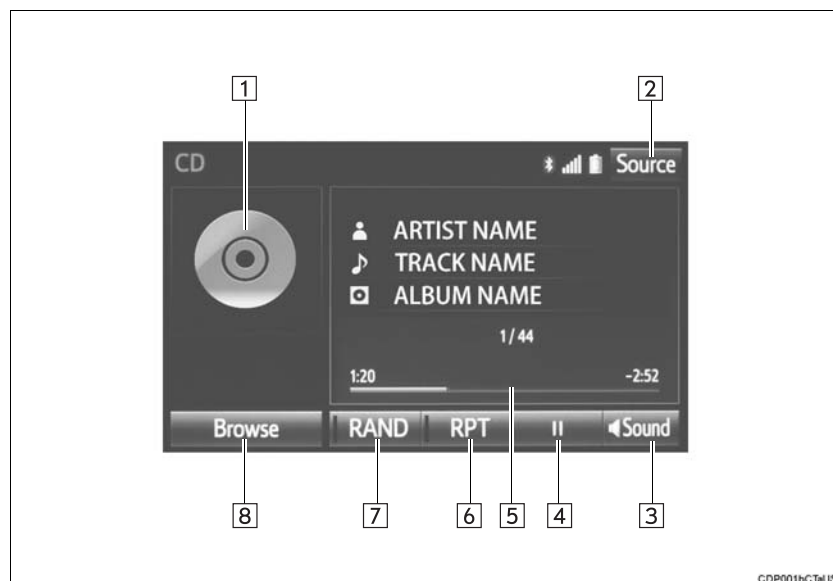 1 2
CD Source
ARTIST NAME
TRACK NAME
ALBUM NAME
1/44
1:20 -2:52
Browse RAND RPT II Sound
8 7 6 5 4 3